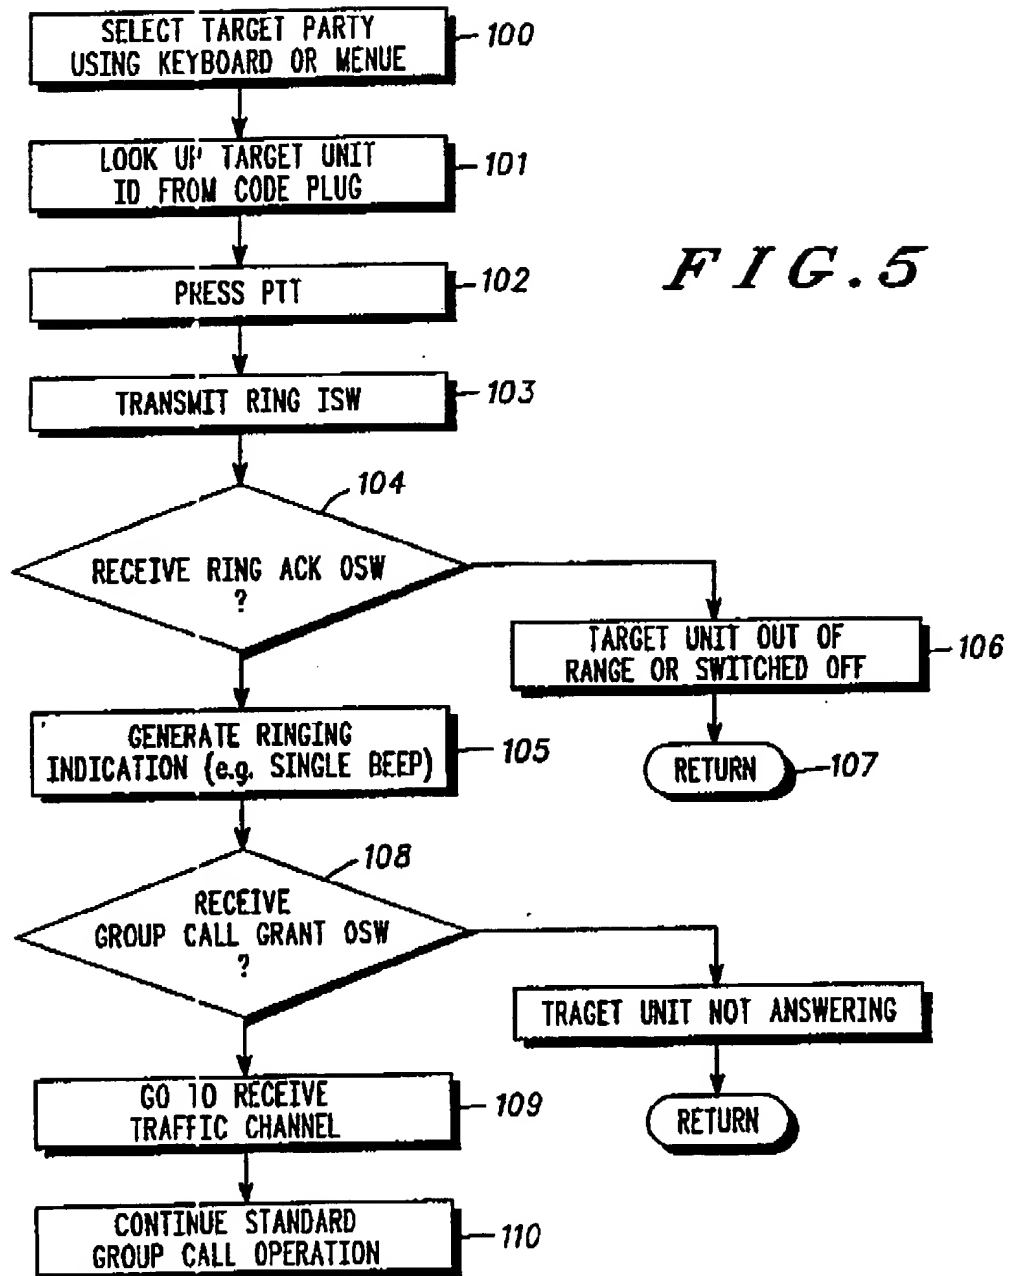 SELECT TARGET PARTY
USING KEYBOARD OR MENUE
100
LOOK UP TARGET UNIT
ID FROM CODE PLUG
101
PRESS PTT
102
FIG.5
TRANSMIT RING ISW
103
104
RECEIVE RING ACK OSW
?
TARGET UNIT OUT OF
RANGE OR SWITCHED OFF
106
GENERATE RINGING
INDICATION (e.g. SINGLE BEEP)
105
RETURN
107
108
RECEIVE
GROUP CALL GRANT OSW
?
TRAGET UNIT NOT ANSWERING
GO TO RECEIVE
TRAFFIC CHANNEL
109
RETURN
CONTINUE STANDARD
GROUP CALL OPERATION
110